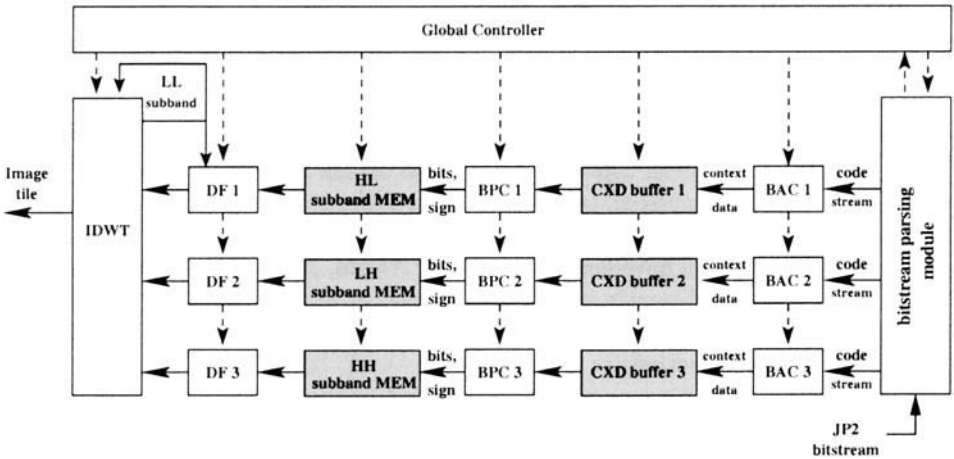 Global Controller
LL
subband
Image
tile
IDWT
DF 1
HL
subband MEM
bits,
sign
BPC 1
CXD buffer 1
context
data
BAC 1
code
stream
DF 2
LH
subband MEM
bits,
sign
BPC 2
CXD buffer 2
context
data
BAC 2
code
stream
DF 3
HH
subband MEM
bits,
sign
BPC 3
CXD buffer 3
context
data
BAC 3
code
stream
bitstream parsing
module
JP2
bitstream